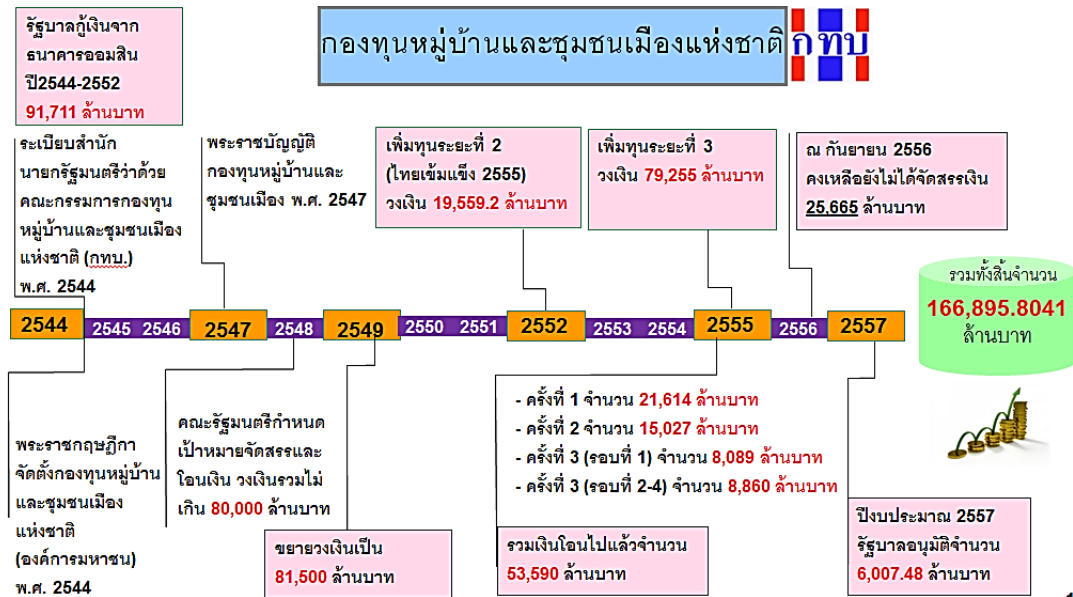 รัฐบาลกู้เงินจาก
ธนาคารออมสิน
ปี2544-2552
91,711 ล้านบาท
กองทุนหมู่บ้านและชุมชนเมืองแห่งชาติ
กทบ
ระเบียบสำนัก
นายกรัฐมนตรีว่าด้วย
คณะกรรมการกองทุน
หมู่บ้านและชุมชนเมือง
แห่งชาติ (กทบ.)
พ.ศ. 2544
พระราชบัญญัติ
กองทุนหมู่บ้านและ
ชุมชนเมือง พ.ศ. 2547
เพิ่มทุนระยะที่ 2
(ไทยเข้มแข็ง 2555)
วงเงิน 19,559.2 ล้านบาท
เพิ่มทุนระยะที่ 3
วงเงิน 79,255 ล้านบาท
ณ กันยายน 2556
คงเหลือยังไม่ได้จัดสรรเงิน
25,665 ล้านบาท
รวมทั้งสิ้นจำนวน
166,895.8041
ล้านบาท
2544 2545 2546 2547 2548 2549 2550 2551 2552 2553 2554 2555 2556 2557
พระราชกฤษฎีกา
จัดตั้งกองทุนหมู่บ้าน
และชุมชนเมือง
แห่งชาติ
(องค์การมหาชน)
พ.ศ. 2544
คณะรัฐมนตรีกำหนด
เป้าหมายจัดสรรและ
โอนเงิน วงเงินรวมไม่
เกิน 80,000 ล้านบาท
ขยายวงเงินเป็น
81,500 ล้านบาท
- ครั้งที่ 1 จำนวน 21,614 ล้านบาท
- ครั้งที่ 2 จำนวน 15,027 ล้านบาท
- ครั้งที่ 3 (รอบที่ 1) จำนวน 8,089 ล้านบาท
- ครั้งที่ 3 (รอบที่ 2-4) จำนวน 8,860 ล้านบาท
รวมเงินโอนไปแล้วจำนวน
53,590 ล้านบาท
ปีงบประมาณ 2557
รัฐบาลอนุมัติจำนวน
6,007.48 ล้านบาท